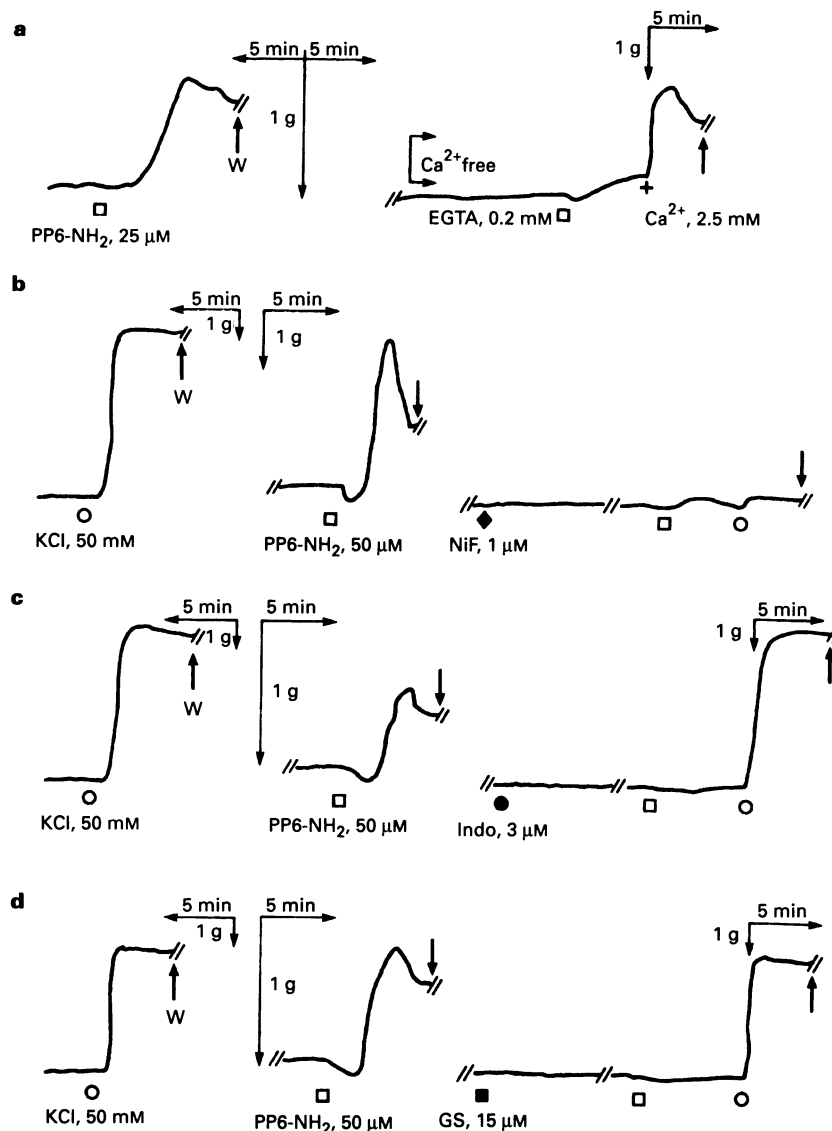 a
5 min 5 min
5 min
1 g
1 g
W
Ca²⁺free
EGTA, 0.2 mM
Ca²⁺, 2.5 mM
PP6-NH₂, 25 µM
b
5 min
5 min
1 g
1 g
W
KCl, 50 mM
PP6-NH₂, 50 µM
NiF, 1 µM
c
5 min
5 min
5 min
1 g
1 g
1 g
W
KCl, 50 mM
PP6-NH₂, 50 µM
Indo, 3 µM
d
5 min
5 min
5 min
1 g
1 g
1 g
W
KCl, 50 mM
PP6-NH₂, 50 µM
GS, 15 µM